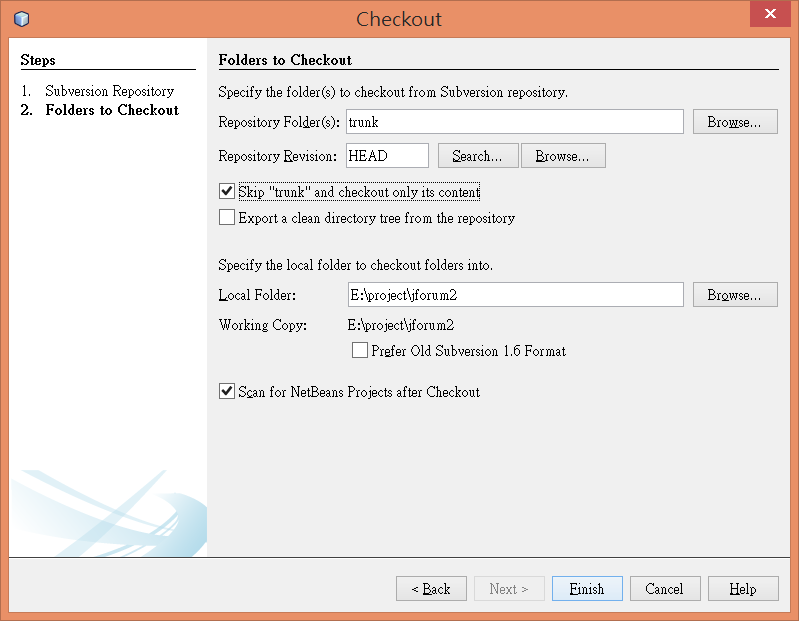 Checkout
Steps
1. Subversion Repository
2. Folders to Checkout
Folders to Checkout
Specify the folder(s) to checkout from Subversion repository.
Repository Folder(s): trunk Browse...
Repository Revision: HEAD Search... Browse...
Skip "trunk" and checkout only its content
Export a clean directory tree from the repository
Specify the local folder to checkout folders into.
Local Folder: E:\project\jforum2 Browse...
Working Copy: E:\project\jforum2
Prefer Old Subversion 1.6 Format
Scan for NetBeans Projects after Checkout
< Back Next > Finish Cancel Help